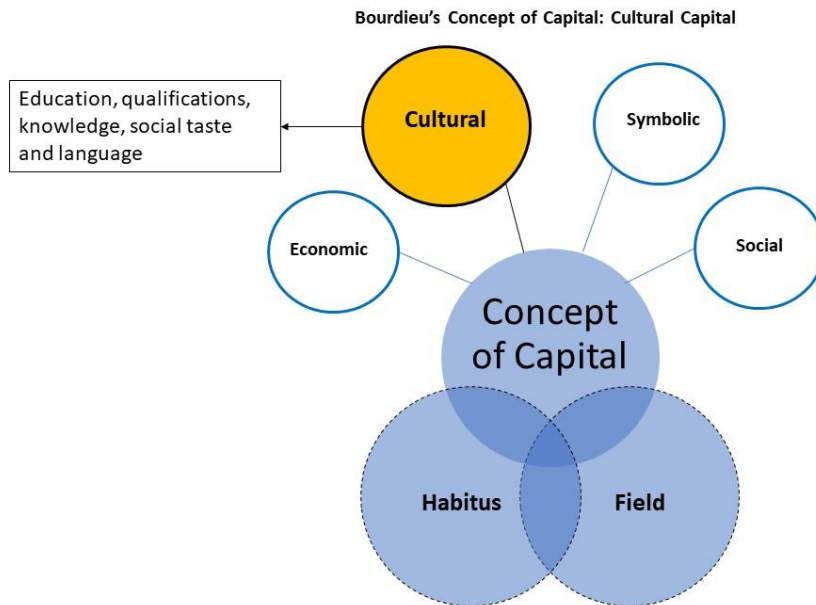 Bourdieu’s Concept of Capital: Cultural Capital
Education, qualifications,
knowledge, social taste
and language
Cultural
Symbolic
Economic
Social
Concept
of Capital
Habitus
Field